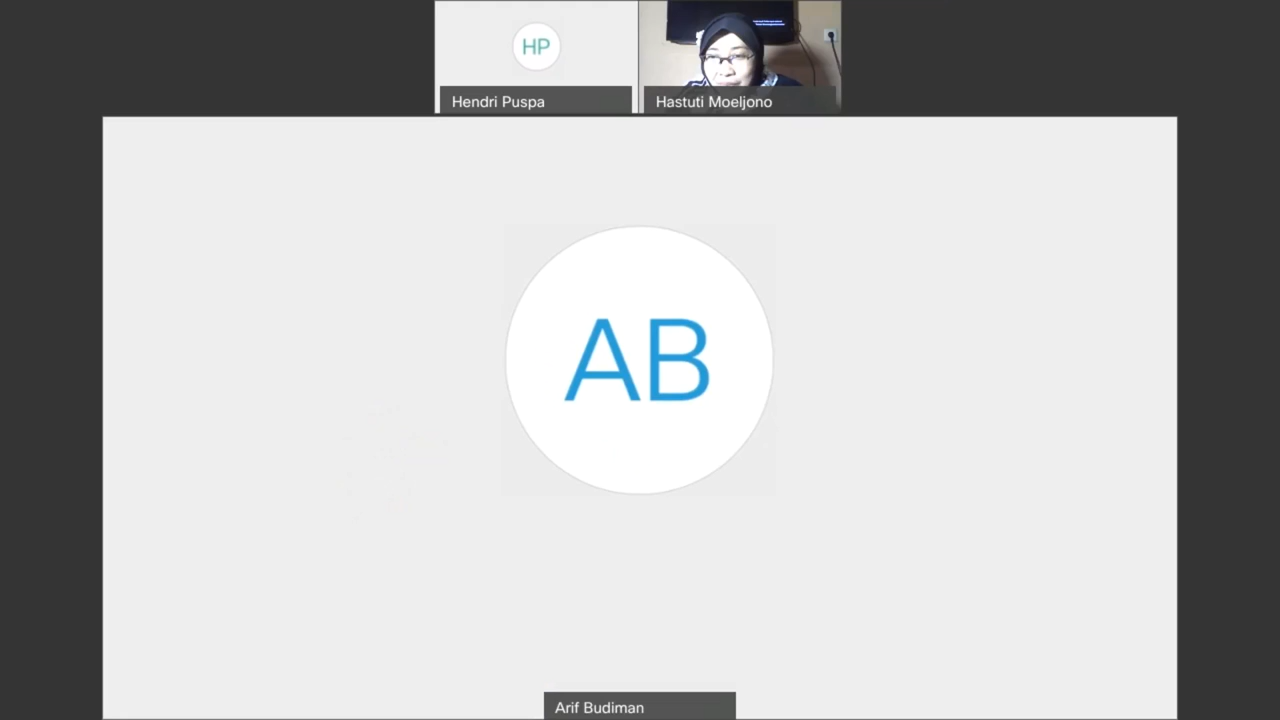 HP
Hendri Puspa
Hastuti Moeljono
AB
Arif Budiman